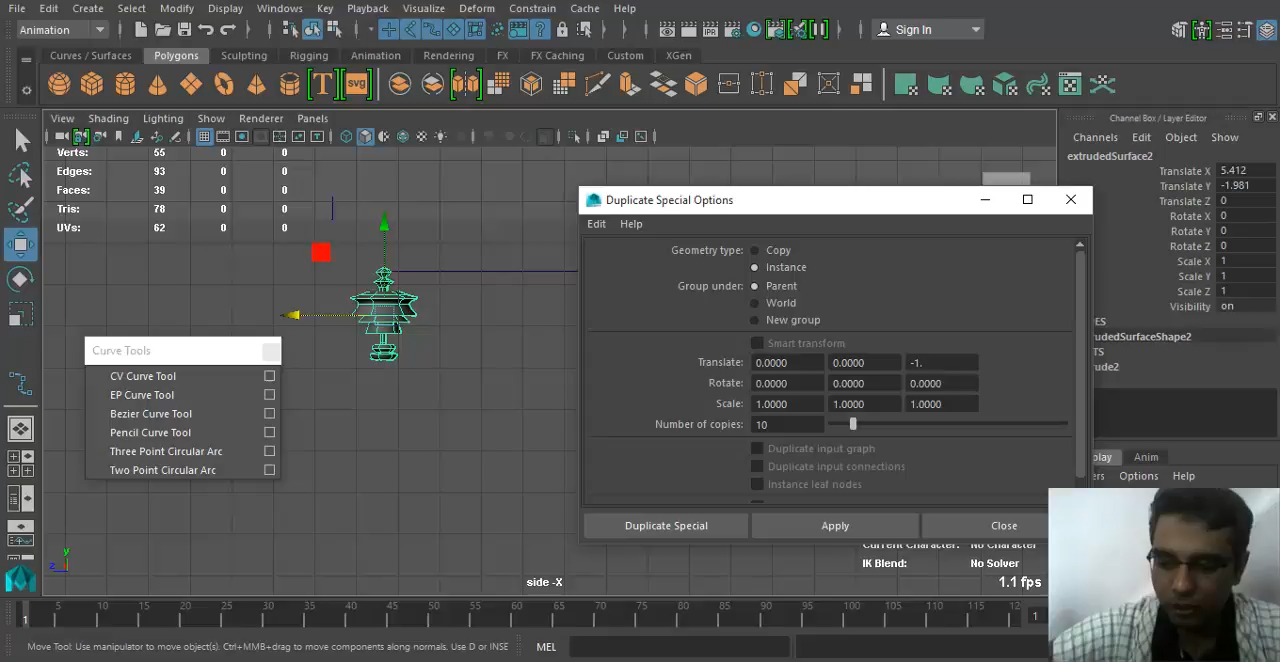 File Edit Create Select Modify Display Windows Key Playback Visualize Deform Constrain Cache Help
Animation Sign In
Curves / Surfaces Polygons Sculpting Rigging Animation Rendering FX FX Caching Custom XGen
T SVG
View Shading Lighting Show Renderer Panels
Channel Box / Layer Editor
Channels Edit Object Show
extrudedSurface2
Translate X 5.412
Translate Y -1.981
Translate Z 0
Rotate X 0
Rotate Y 0
Rotate Z 0
Scale X 1
Scale Y 1
Scale Z 1
Visibility on
ES
rudedSurfaceShape2
TS
rude2
Verts: 55 0 0
Edges: 93 0 0
Faces: 39 0 0
Tris: 78 0 0
UVs: 62 0 0
Duplicate Special Options
Edit Help
Geometry type: Copy
Instance
Group under: Parent
World
New group
Smart transform
Translate: 0.0000 0.0000 -1.
Rotate: 0.0000 0.0000 0.0000
Scale: 1.0000 1.0000 1.0000
Number of copies: 10
Duplicate input graph
Duplicate input connections
Instance leaf nodes
Duplicate Special Apply Close
Curve Tools
CV Curve Tool
EP Curve Tool
Bezier Curve Tool
Pencil Curve Tool
Three Point Circular Arc
Two Point Circular Arc
play Anim
ers Options Help
Current Character: No Character
IK Blend: No Solver
1.1 fps
side -X
y
z
1 5 10 15 20 25 30 35 40 45 50 55 60 65 70 75 80 85 90 95 100 105 110 115 12 1
Move Tool: Use manipulator to move object(s). Ctrl+MMB+drag to move components along normals. Use D or INSE MEL